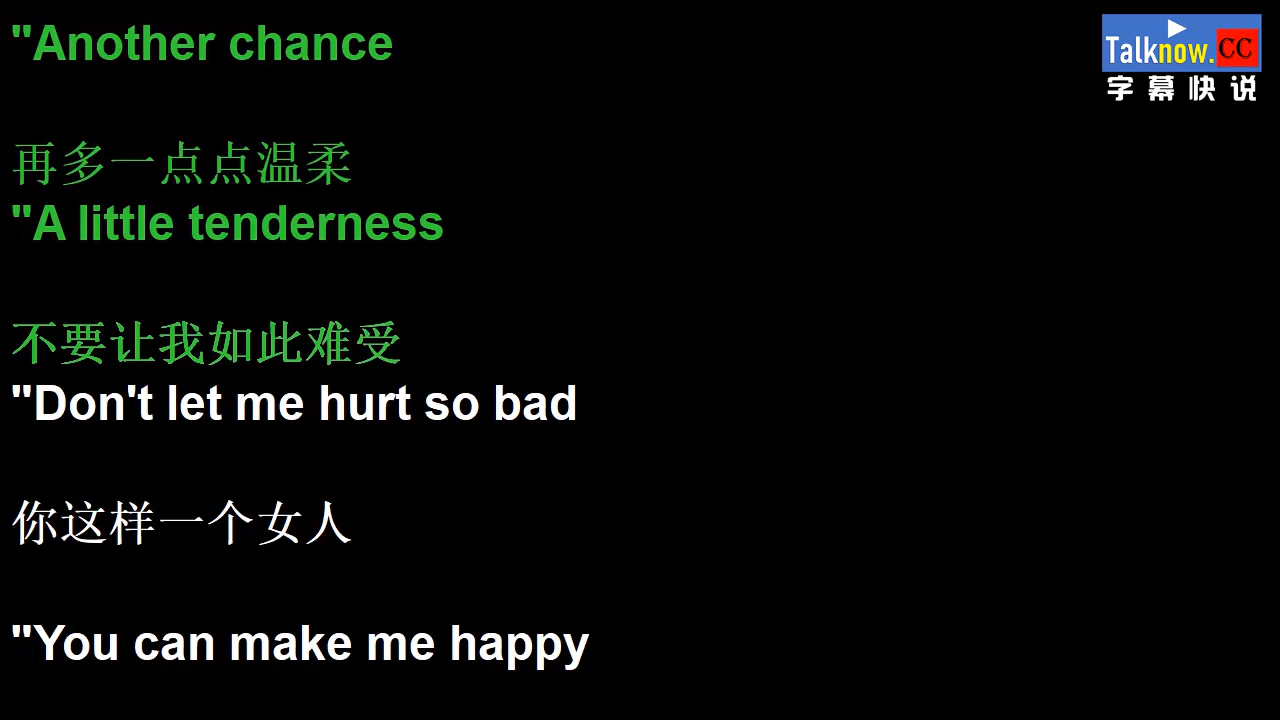 "Another chance
Talknow.CC
字幕快说
再多一点点温柔
"A little tenderness
不要让我如此难受
"Don't let me hurt so bad
你这样一个女人
"You can make me happy